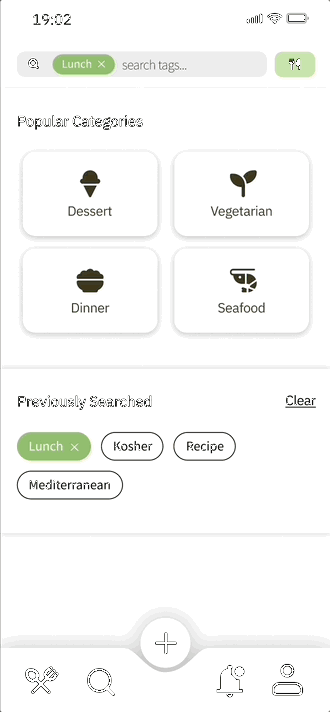 19:02
Lunch × search tags...
Popular Categories
Dessert
Vegetarian
Dinner
Seafood
Previously Searched
Clear
Lunch × Kosher Recipe
Mediterranean